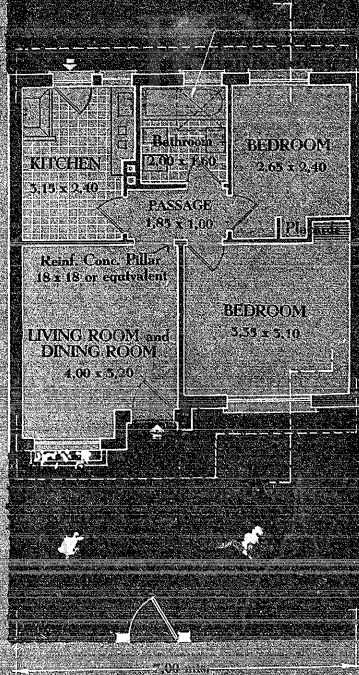 Bathroom
2.00 x 1.60
BEDROOM
2.65 x 2.40
KITCHEN
3.15 x 2.40
PASSAGE
1.85 x 1.00
Reinf. Conc. Pillar
18 x 18 or equivalent
BEDROOM
3.35 x 3.10
LIVING ROOM and
DINING ROOM
4.00 x 3.20
7.00 mts.